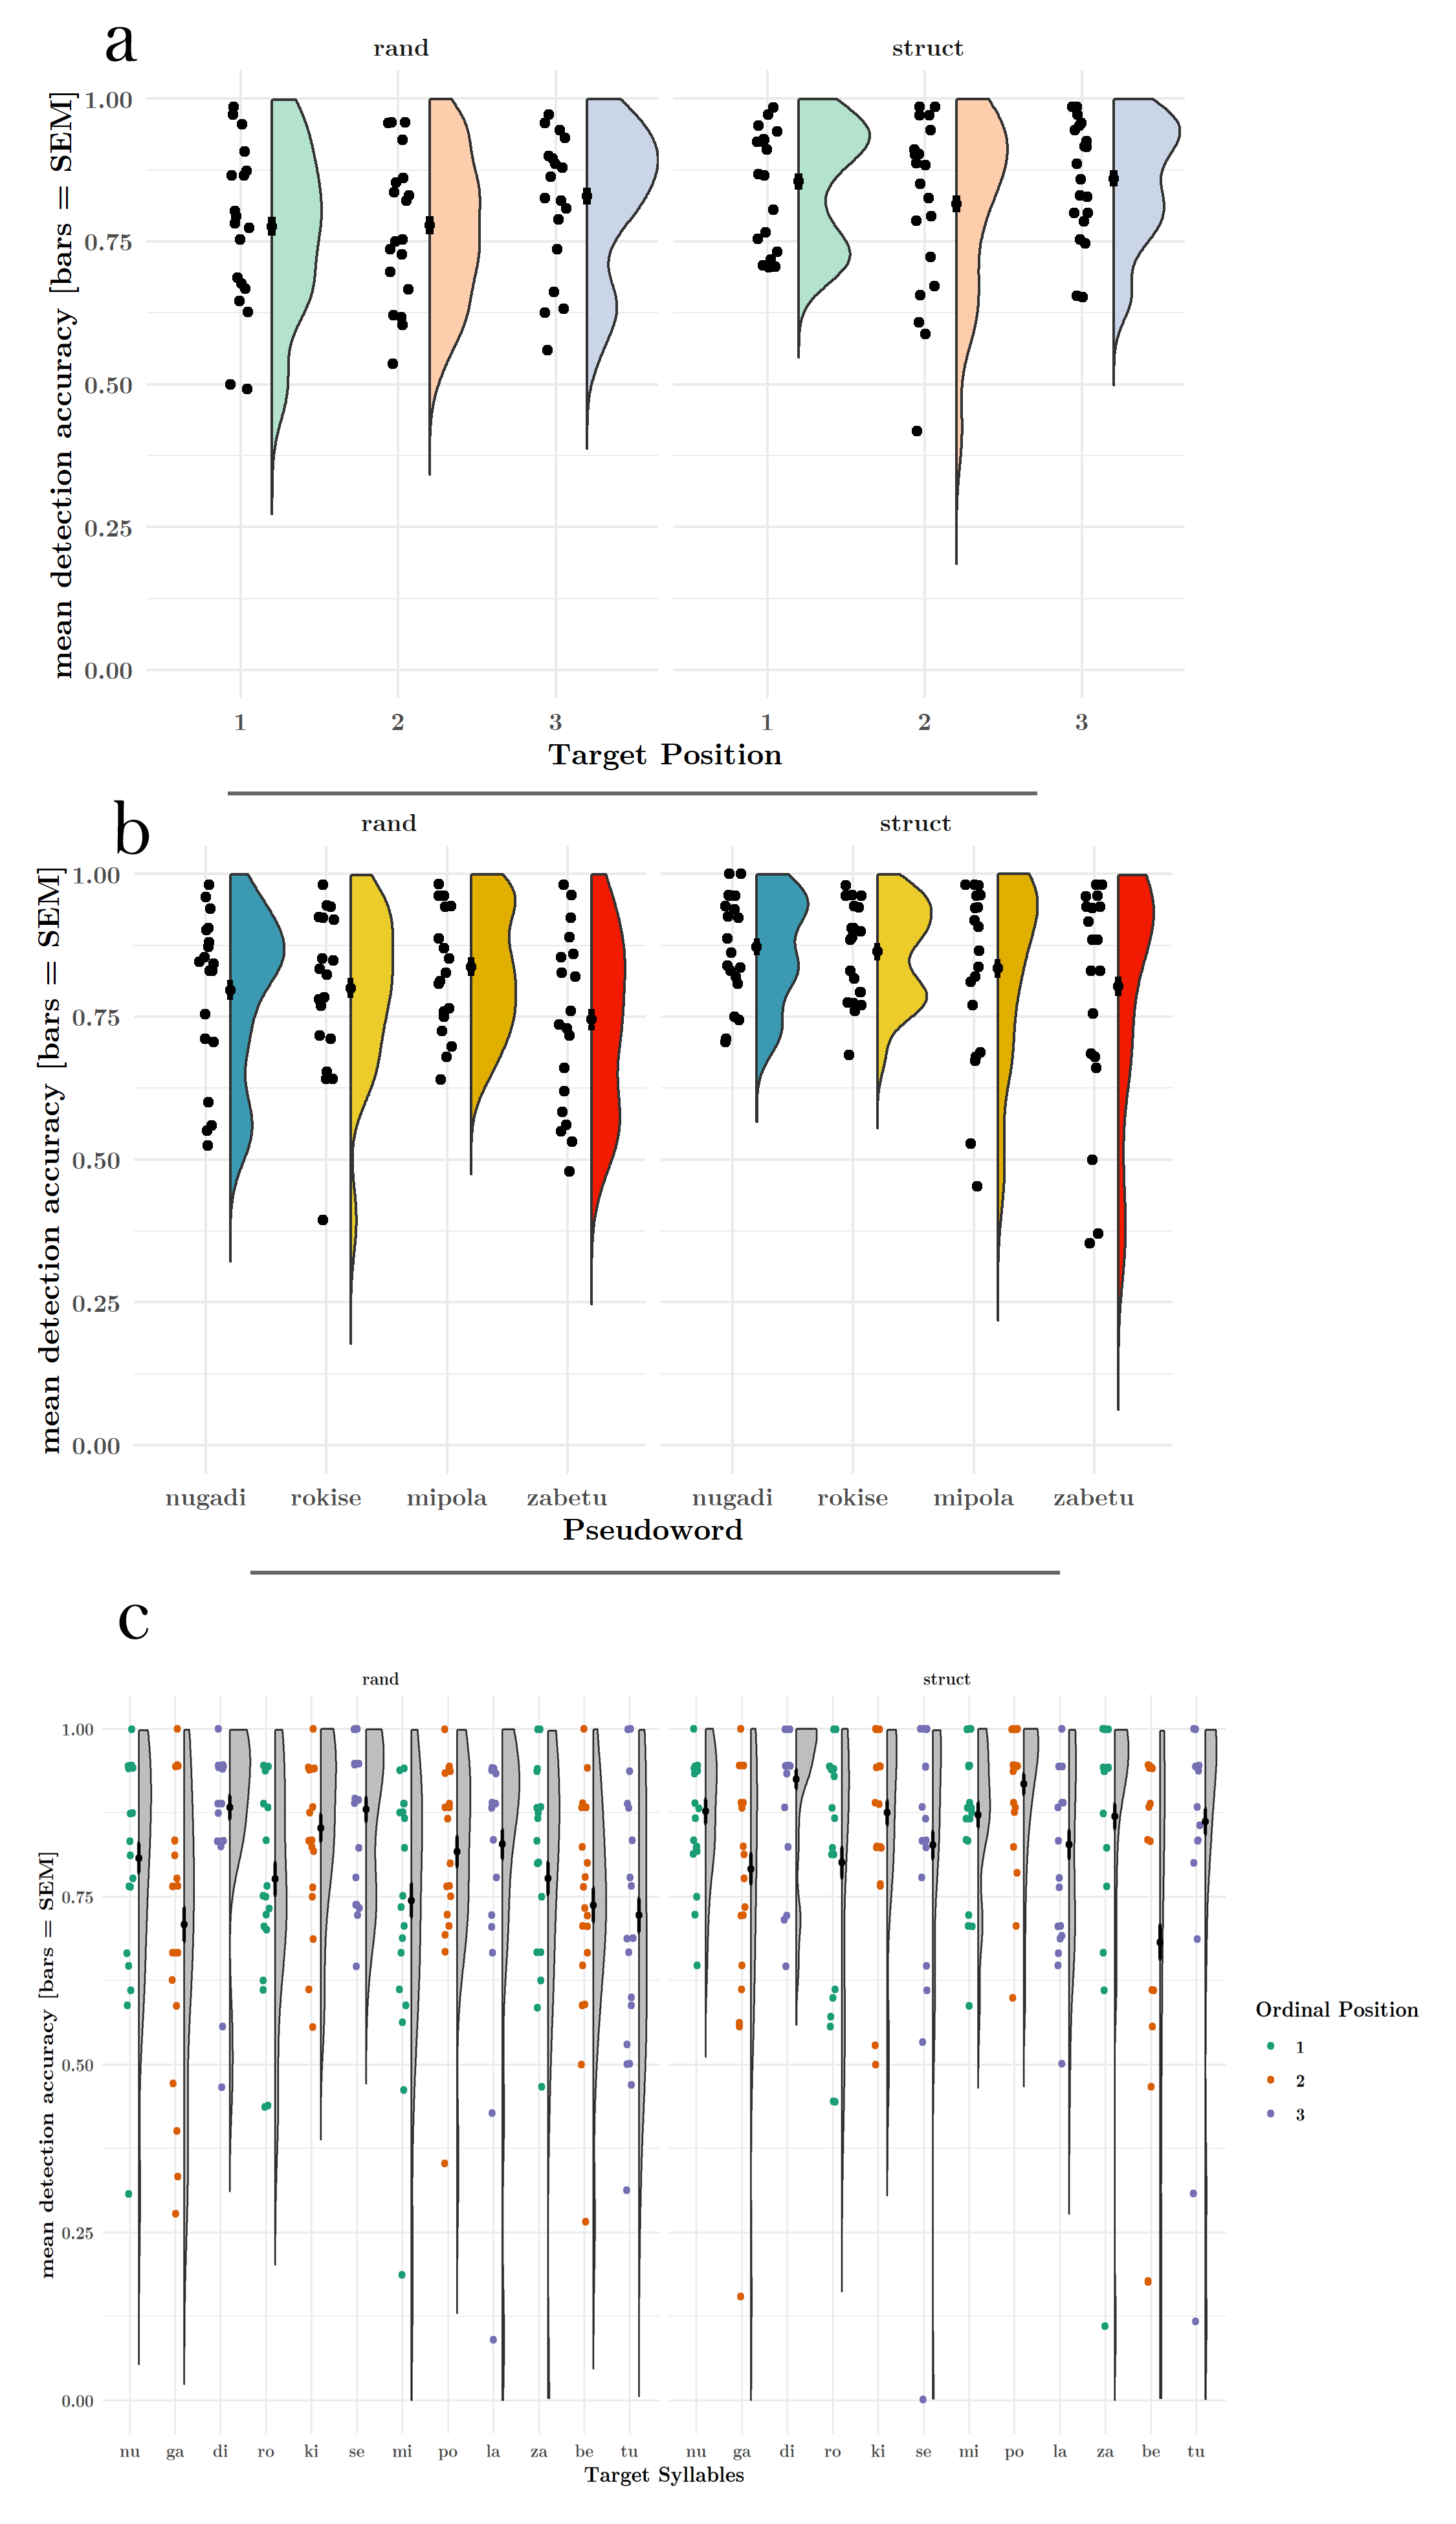 a
rand struct
mean detection accuracy [bars = SEM]
1.00
0.75
0.50
0.25
0.00
1 2 3 1 2 3
Target Position
b
rand struct
mean detection accuracy [bars = SEM]
1.00
0.75
0.50
0.25
0.00
nugadi rokise mipola zabetu nugadi rokise mipola zabetu
Pseudoword
c
rand struct
mean detection accuracy [bars = SEM]
1.00
0.75
0.50
0.25
0.00
nu ga di ro ki se mi po la za be tu nu ga di ro ki se mi po la za be tu
Target Syllables
Ordinal Position
1
2
3